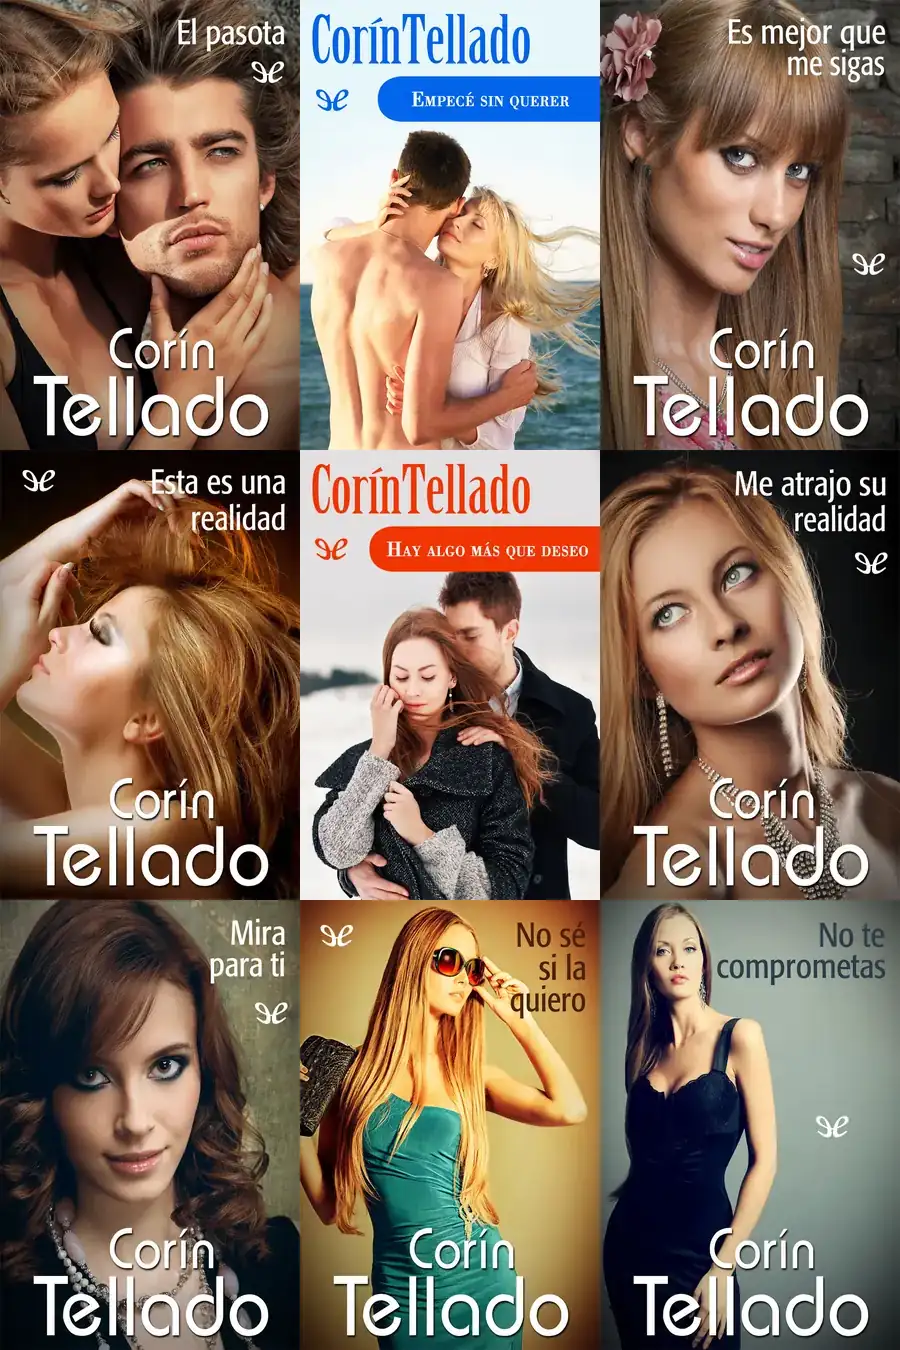 El pasota
Corín
Tellado
CorínTellado
EMPECÉ SIN QUERER
Es mejor que
me sigas
Corín
Tellado
Esta es una
realidad
Corín
Tellado
CorínTellado
HAY ALGO MÁS QUE DESEO
Me atrajo su
realidad
Corín
Tellado
Mira
para ti
Corín
Tellado
No sé
si la
quiero
Corín
Tellado
No te
comprometas
Corín
Tellado